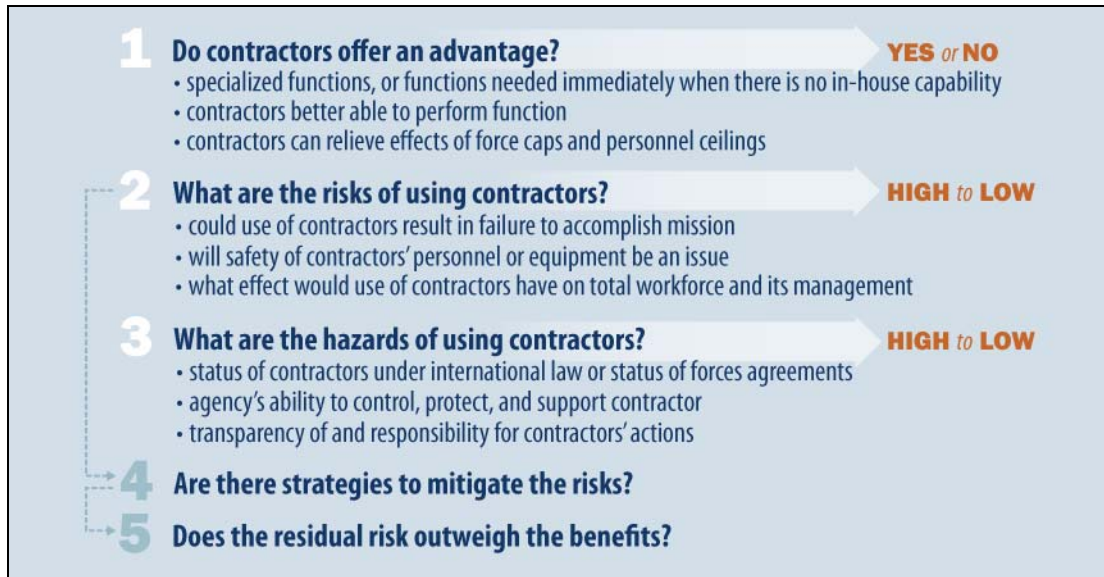 1 Do contractors offer an advantage? YES or NO
• specialized functions, or functions needed immediately when there is no in-house capability
• contractors better able to perform function
• contractors can relieve effects of force caps and personnel ceilings
2 What are the risks of using contractors? HIGH to LOW
• could use of contractors result in failure to accomplish mission
• will safety of contractors' personnel or equipment be an issue
• what effect would use of contractors have on total workforce and its management
3 What are the hazards of using contractors? HIGH to LOW
• status of contractors under international law or status of forces agreements
• agency's ability to control, protect, and support contractor
• transparency of and responsibility for contractors' actions
4 Are there strategies to mitigate the risks?
5 Does the residual risk outweigh the benefits?